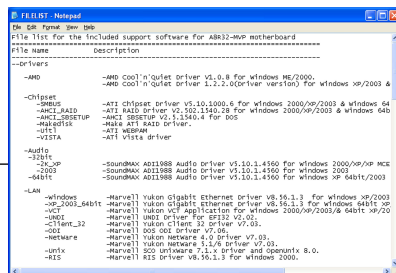 FILELIST - Notepad
File Edit Format View Help
File list for the included support software for ABR32-MVP motherboard
================================================================
File Name Description
================================================================
--Drivers
-AMD -AMD Cool'n'Quiet Driver V1.0.8 for Windows ME/2000.
-AMD Cool'n'Quiet Driver 1.2.2.0(Driver version) for Windows XP/2003 &
-Chipset
-SMBUS -ATI Chipset Driver V5.10.1000.6 for Windows 2000/XP/2003 & Windows 64
-AHCI_RAID -ATI RAID Driver V2.502.1540.28 for Windows 2000/XP/2003 & Windows 64b
-AHCI_SBSETUP -AHCI SBSETUP V2.5.1540.4 for DOS
-Makedisk -Make ATi RAID Driver.
-Uitl -ATI WEBPAM
-VISTA -ATi Vista driver
-Audio
-32bit
-2K_XP -SoundMAX ADI1988 Audio Driver V5.10.1.4560 for Windows 2000/XP/XP MCE
-2003 -SoundMAX ADI1988 Audio Driver V5.10.1.4560 for Windows 2003
-64bit -SoundMAX ADI1988 Audio Driver V5.10.1.4560 for Windows XP 64bit/2003
-LAN
-Windows -Marvell Yukon Gigabit Ethernet Driver V8.56.1.3 for Windows XP/2003
-XP_2003_64bit -Marvell Yukon Gigabit Ethernet Driver V8.56.1.3 for Windows 64bit XP
-VCT -Marvell Yukon VCT Application for Windows 2000/XP/2003& 64bit XP/20
-UNDI -Marvell UNDI Driver for EFI32 V2.02.
-Client_32 -Marvell Client 32 Driver V7.03.
-ODI -DOS ODI Driver V7.06.
-NetWare -Marvell Yukon NetWare 4.0 Driver V7.03.
-Marvell Yukon NetWare 5.1/6 Driver V7.03.
-Unix -Marvell SCO UnixWare 7.1.x Driver and OpenUnix 8.0.
-RIS -Marvell RIS Driver V8.56.1.3 for Windows 2000.